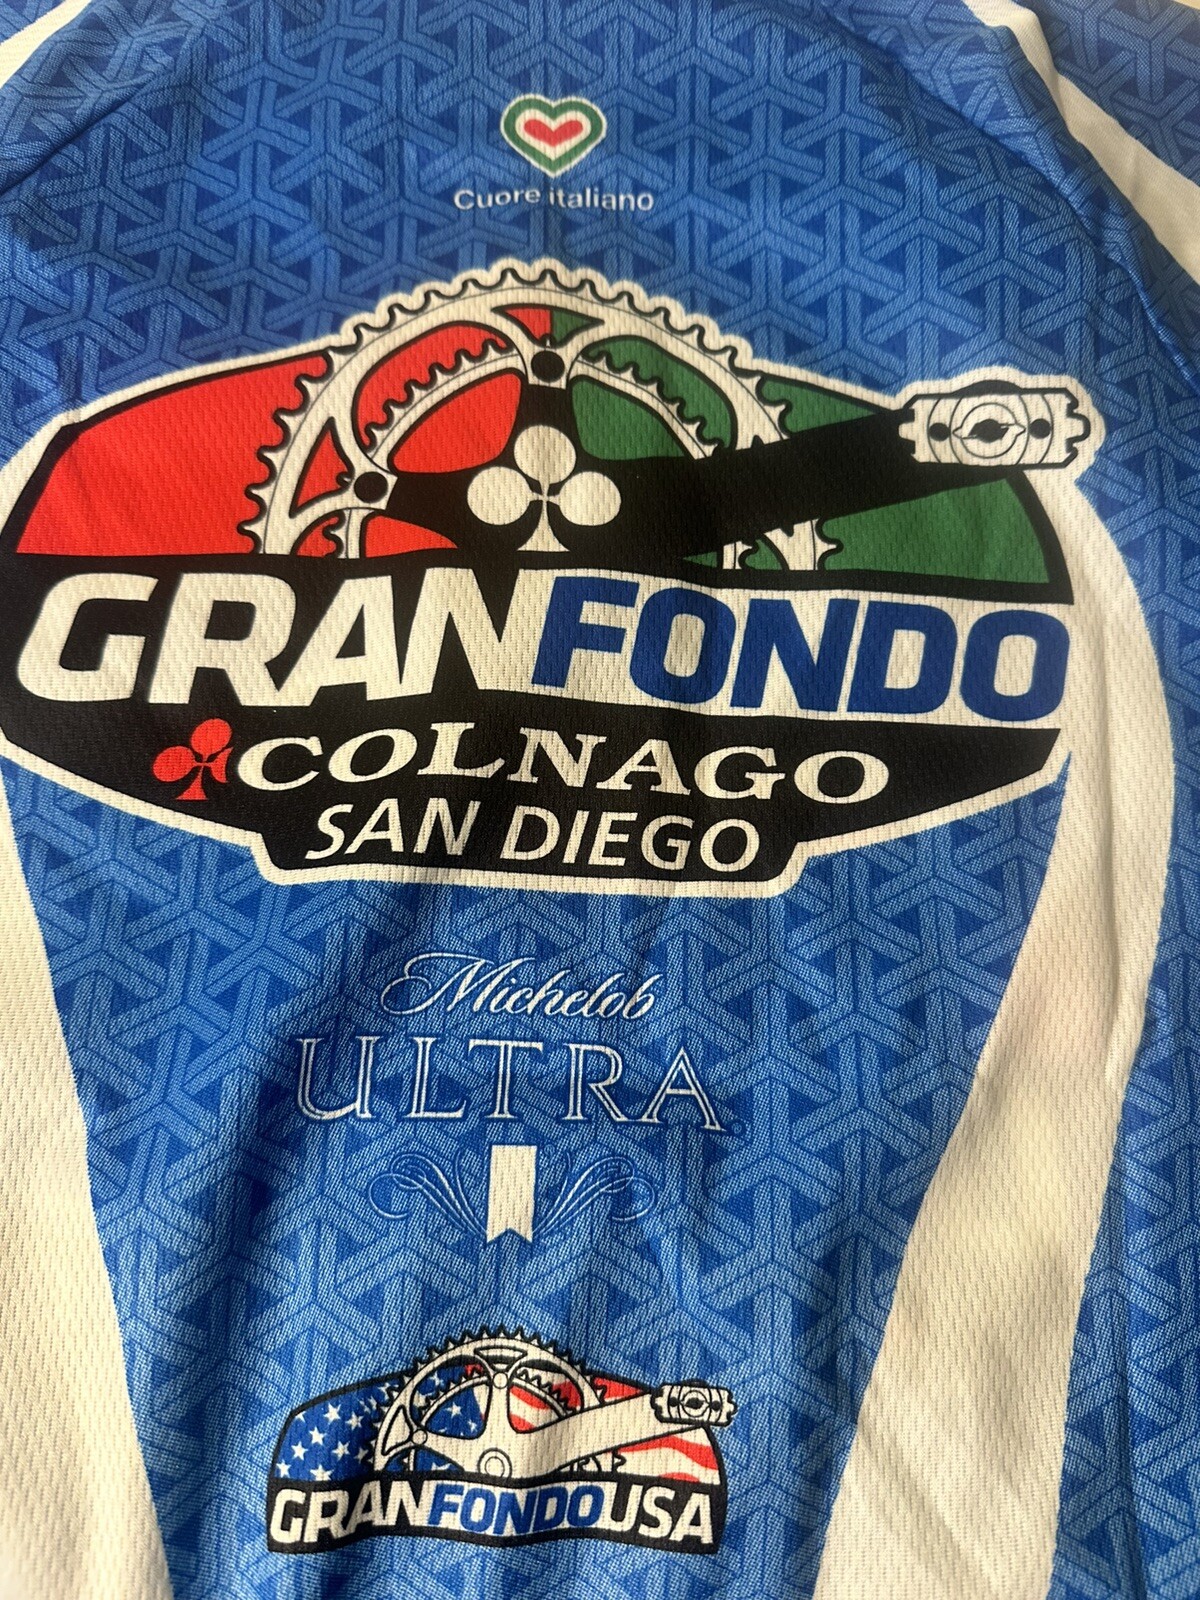 Cuore italiano
GRANFONDO
COLNAGO
SAN DIEGO
Michelob
ULTRA
GRANFONDOUSA